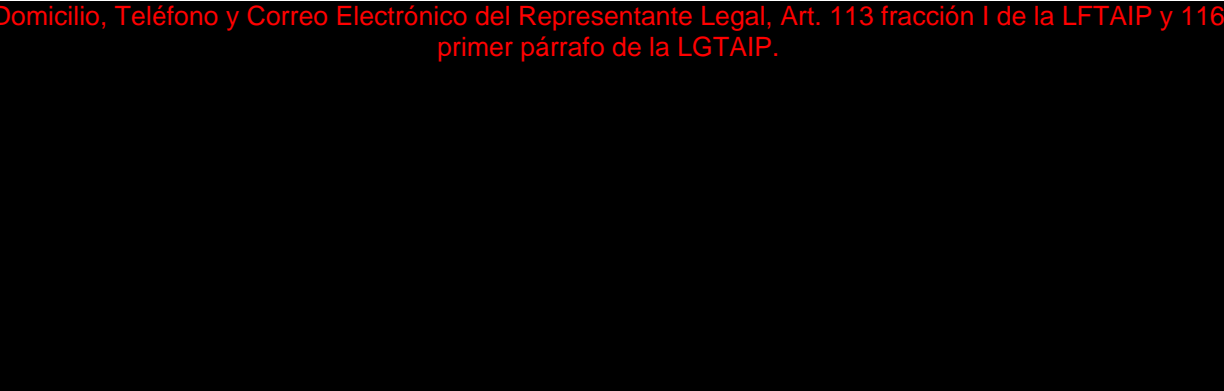 Domicilio, Teléfono y Correo Electrónico del Representante Legal, Art. 113 fracción I de la LFTAIP y 116
primer párrafo de la LGTAIP.